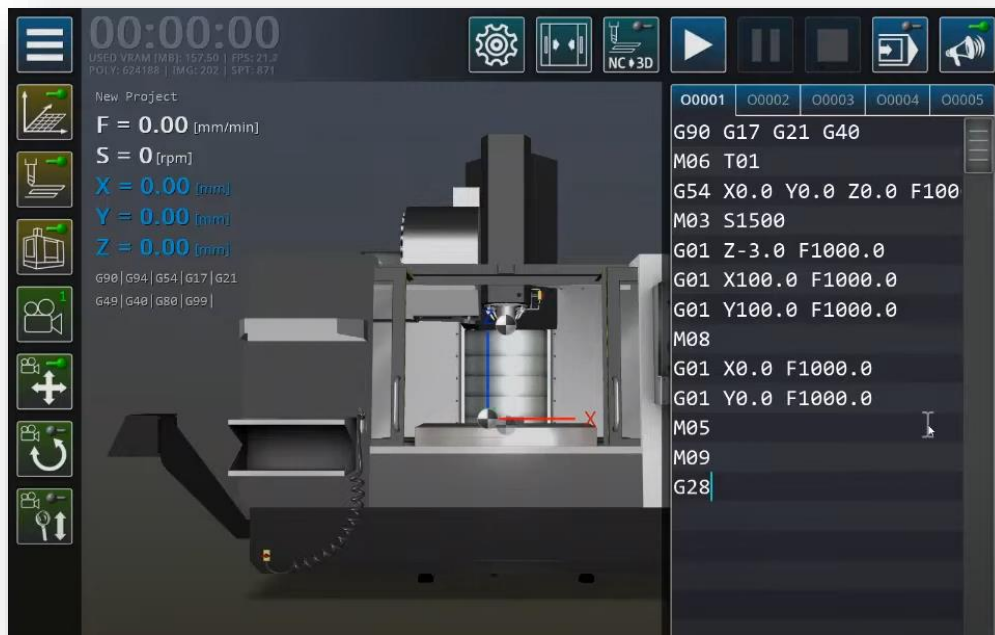 00:00:00
USED VRAM [MB]: 157.50 | FPS: 21.2
POLY: 624188 | IMG: 202 | SPT: 871
NC 3D
New Project
F = 0.00 [mm/min]
S = 0 [rpm]
X = 0.00 [mm]
Y = 0.00 [mm]
Z = 0.00 [mm]
G90|G94|G54|G17|G21
G49|G40|G80|G99|
1
X
O0001 O0002 O0003 O0004 O0005
G90 G17 G21 G40
M06 T01
G54 X0.0 Y0.0 Z0.0 F100
M03 S1500
G01 Z-3.0 F1000.0
G01 X100.0 F1000.0
G01 Y100.0 F1000.0
M08
G01 X0.0 F1000.0
G01 Y0.0 F1000.0
M05
M09
G28